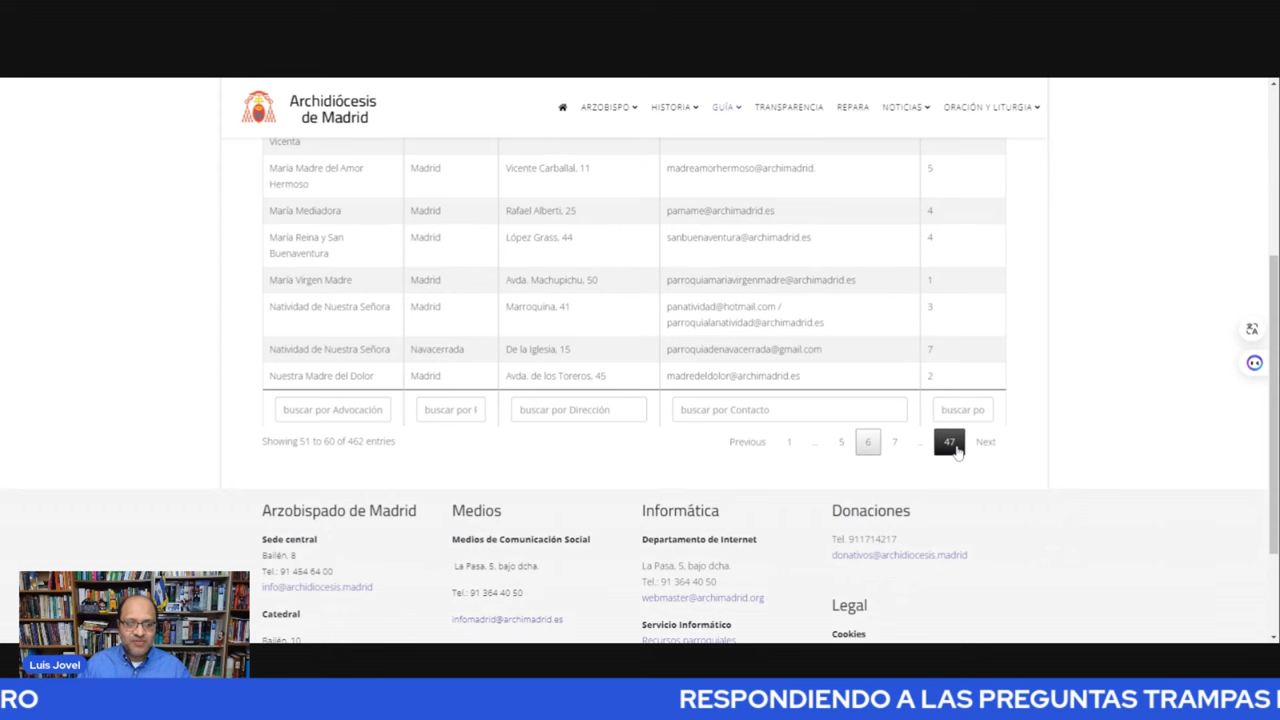 Archidiócesis
de Madrid
ARZOBISPO HISTORIA GUÍA TRANSPARENCIA REPARA NOTICIAS ORACIÓN Y LITURGIA
Vicenta
María Madre del Amor Hermoso Madrid Vicente Carballal, 11 madreamorhermoso@archimadrid. 5
María Mediadora Madrid Rafael Alberti, 25 pamame@archimadrid.es 4
María Reina y San Buenaventura Madrid López Grass, 44 sanbuenaventura@archimadrid.es 4
María Virgen Madre Madrid Avda. Machupichu, 50 parroquiamariavirgenmadre@archimadrid.es 1
Natividad de Nuestra Señora Madrid Marroquina, 41 panatividad@hotmail.com / parroquialanatividad@archimadrid.es 3
Natividad de Nuestra Señora Navacerrada De la Iglesia, 15 parroquiadenavacerrada@gmail.com 7
Nuestra Madre del Dolor Madrid Avda. de los Toreros, 45 madredeldolor@archimadrid.es 2
buscar por Advocación buscar por buscar por Dirección buscar por Contacto buscar po
Showing 51 to 60 of 462 entries Previous 1 ... 5 6 7 ... 47 Next
Arzobispado de Madrid
Sede central
Bailén, 8
Tel.: 91 454 64 00
info@archidiocesis.madrid
Catedral
Bailén, 10
Medios
Medios de Comunicación Social
La Pasa, 5, bajo dcha.
Tel.: 91 364 40 50
infomadrid@archimadrid.es
Informática
Departamento de Internet
La Pasa, 5, bajo dcha.
Tel.: 91 364 40 50
webmaster@archimadrid.org
Servicio Informático
Recursos parroquiales
Donaciones
Tel. 911714217
donativos@archidiocesis.madrid
Legal
Cookies
Luis Jovel
RO RESPONDIENDO A LAS PREGUNTAS TRAMPAS